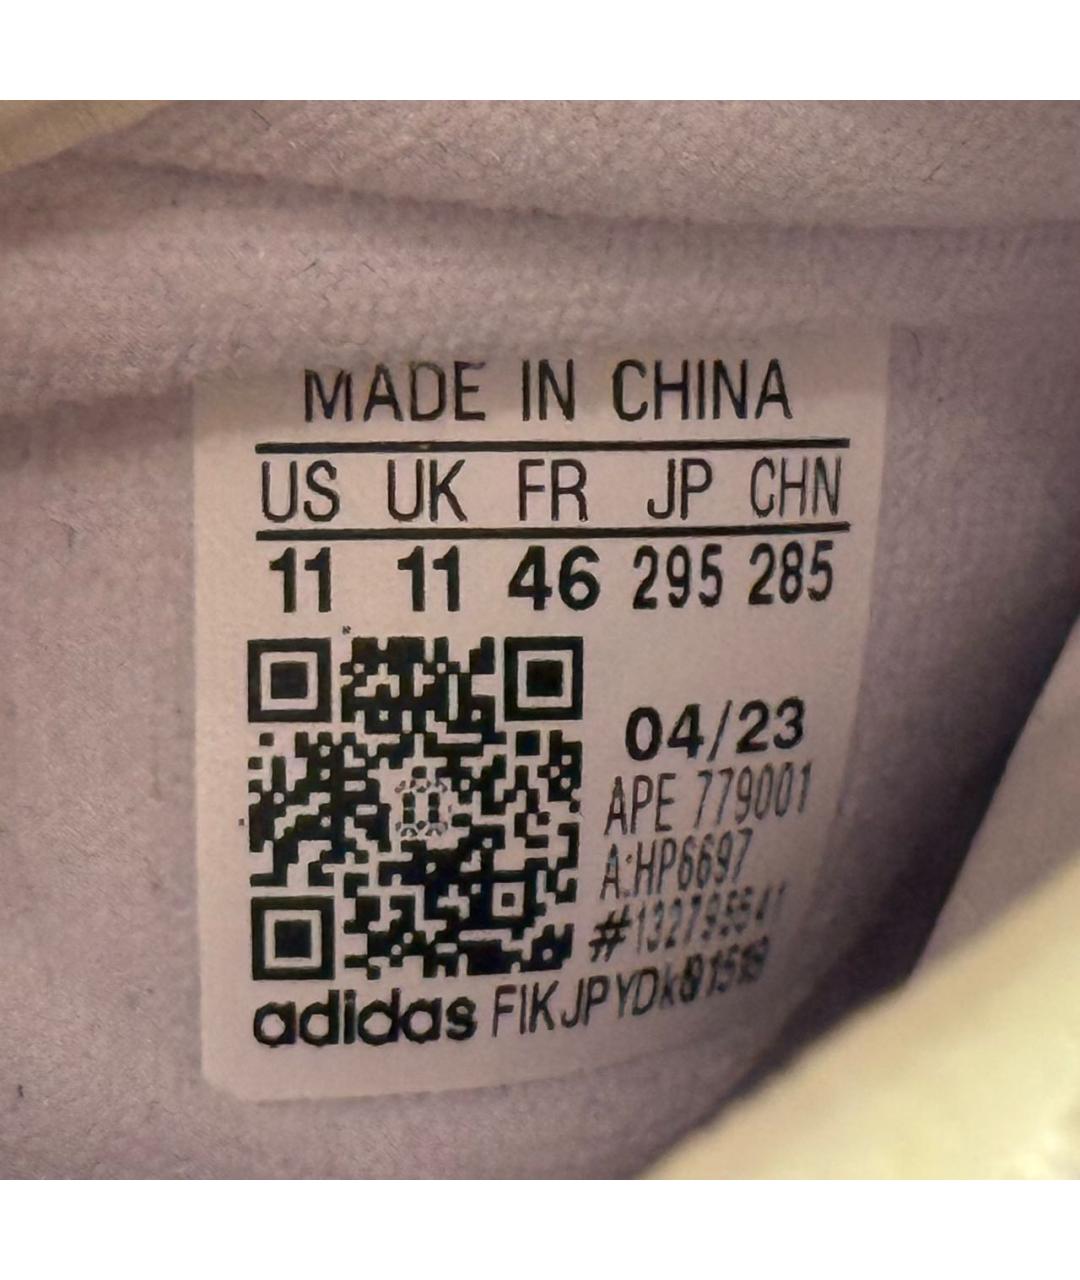 MADE IN CHINA
US UK FR JP CHN
11 11 46 295 285
04/23
APE 779001
A:HP6697
adidas